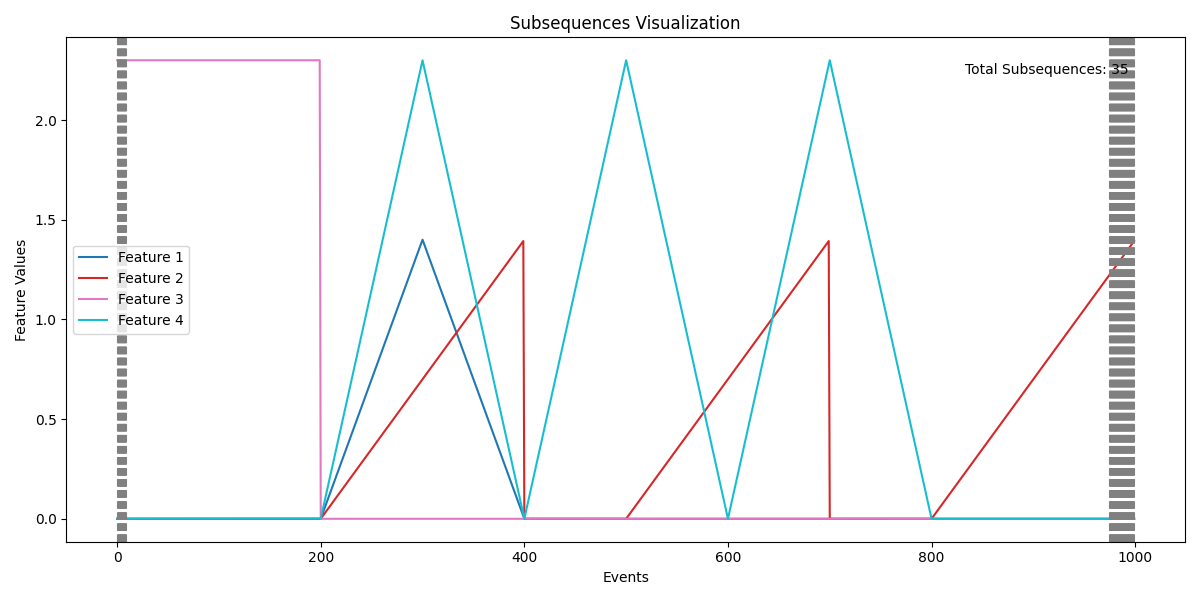 Subsequences Visualization
Total Subsequences: 35
Feature Values
2.0
1.5
1.0
0.5
0.0
Feature 1
Feature 2
Feature 3
Feature 4
0
200
400
600
800
1000
Events